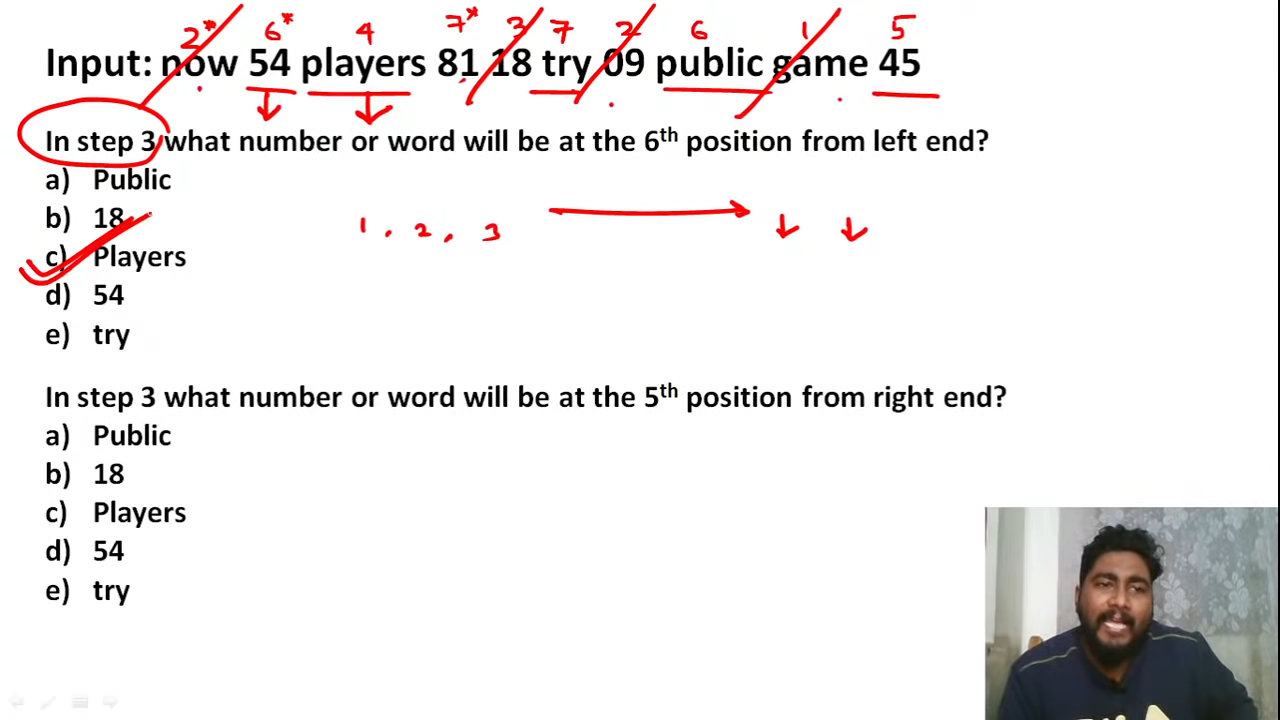 2* 6* 4 7* 3 7 2 6 1 5
Input: now 54 players 81 18 try 09 public game 45
In step 3 what number or word will be at the 6th position from left end?
a) Public
b) 18
1, 2, 3
c) Players
d) 54
e) try
In step 3 what number or word will be at the 5th position from right end?
a) Public
b) 18
c) Players
d) 54
e) try